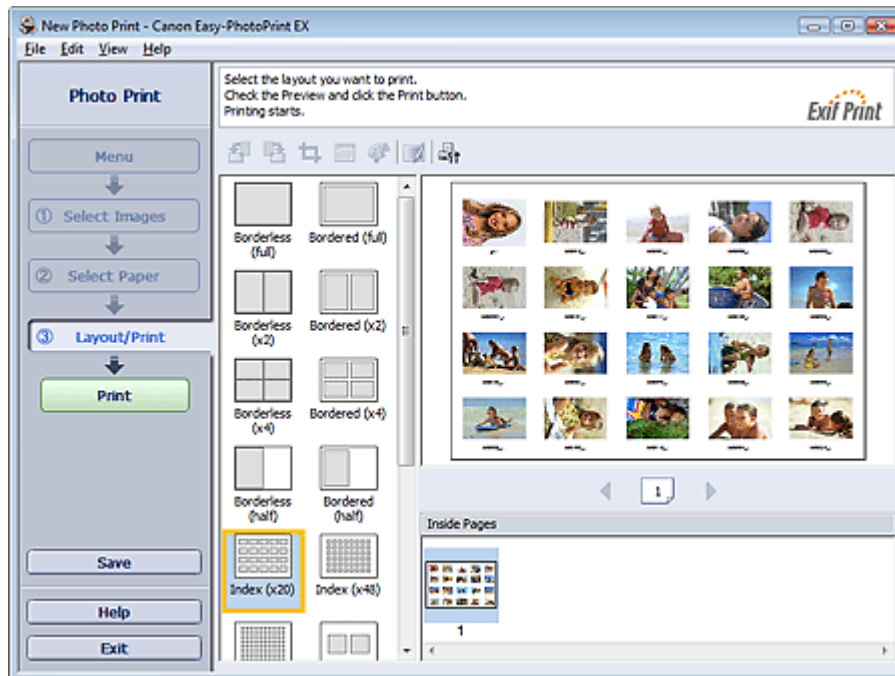 New Photo Print - Canon Easy-PhotoPrint EX
File Edit View Help
Photo Print
Select the layout you want to print.
Check the Preview and click the Print button.
Printing starts.
Exif Print
Menu
① Select Images
② Select Paper
③ Layout/Print
Print
Save
Help
Exit
Borderless (full)
Bordered (full)
Borderless (x2)
Bordered (x2)
Borderless (x4)
Bordered (x4)
Borderless (half)
Bordered (half)
Index (x20)
Index (x48)
1
Inside Pages
1